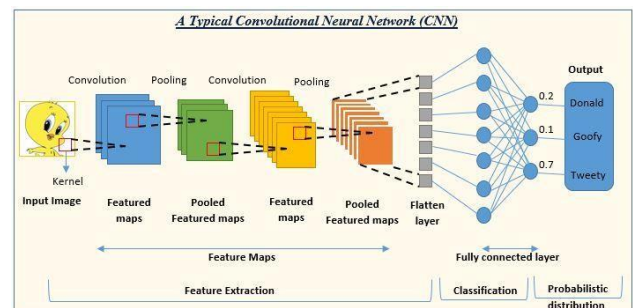 A Typical Convolutional Neural Network (CNN)
Convolution
Pooling
Convolution
Pooling
Output
0.2
Donald
0.1
Goofy
0.7
Tweety
Kernel
Input Image
Featured
maps
Pooled
Featured maps
Featured
maps
Pooled
Featured maps
Flatten
layer
Feature Maps
Fully connected layer
Feature Extraction
Classification
Probabilistic
distribution